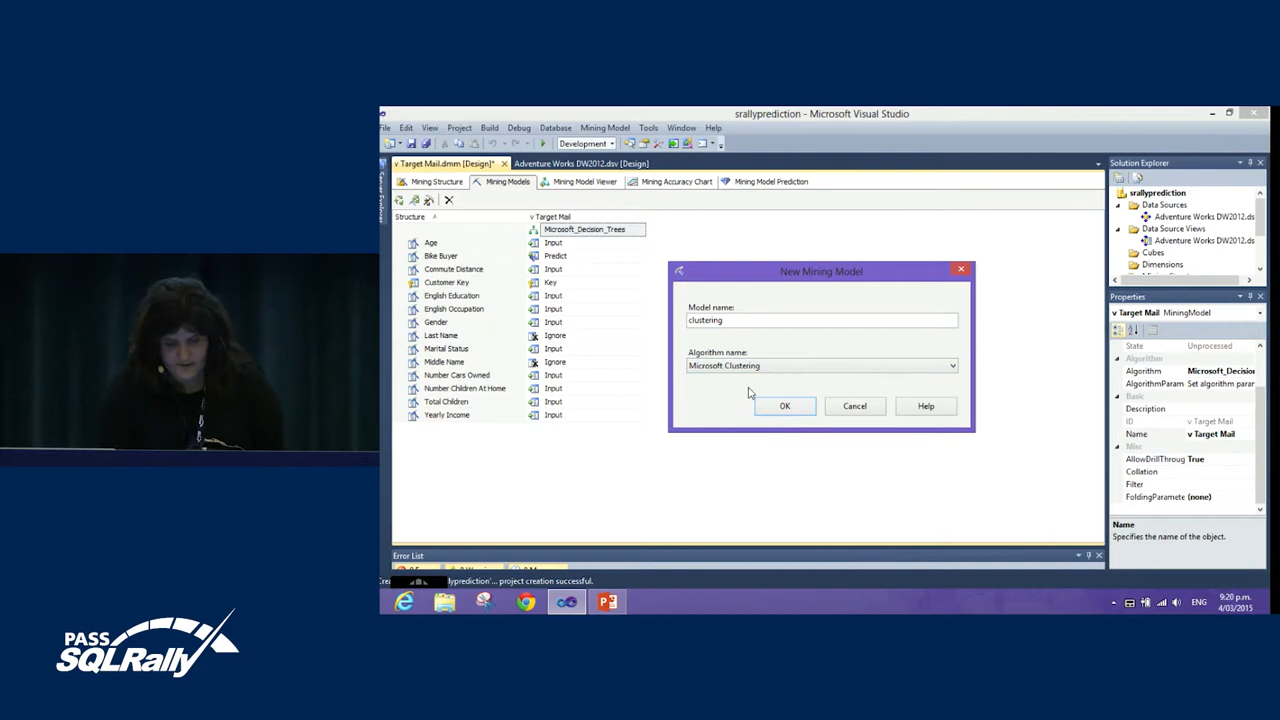 srallyprediction - Microsoft Visual Studio
File Edit View Project Build Debug Database Mining Model Tools Window Help
Development
v Target Mail.dmm [Design]* Adventure Works DW2012.dsv [Design]
Solution Explorer
Mining Structure Mining Models Mining Model Viewer Mining Accuracy Chart Mining Model Prediction
srallyprediction
Data Sources
Adventure Works DW2012.ds
Data Source Views
Adventure Works DW2012.ds
Cubes
Dimensions
Structure v Target Mail
Microsoft_Decision_Trees
Age Input
Bike Buyer Predict
Commute Distance Input
Customer Key Key
English Education Input
English Occupation Input
Gender Input
Last Name Ignore
Marital Status Input
Middle Name Ignore
Number Cars Owned Input
Number Children At Home Input
Total Children Input
Yearly Income Input
New Mining Model
Model name:
clustering
Algorithm name:
Microsoft Clustering
OK Cancel Help
Properties
v Target Mail MiningModel
State Unprocessed
Algorithm
Algorithm Microsoft_Decision
AlgorithmParam Set algorithm param
Basic
Description
ID v Target Mail
Name v Target Mail
Misc
AllowDrillThroug True
Collation
Filter
FoldingParamete (none)
Name
Specifies the name of the object.
Error List
lyprediction'... project creation successful.
ENG
9:20 p.m.
4/03/2015
PASS
SQLRally